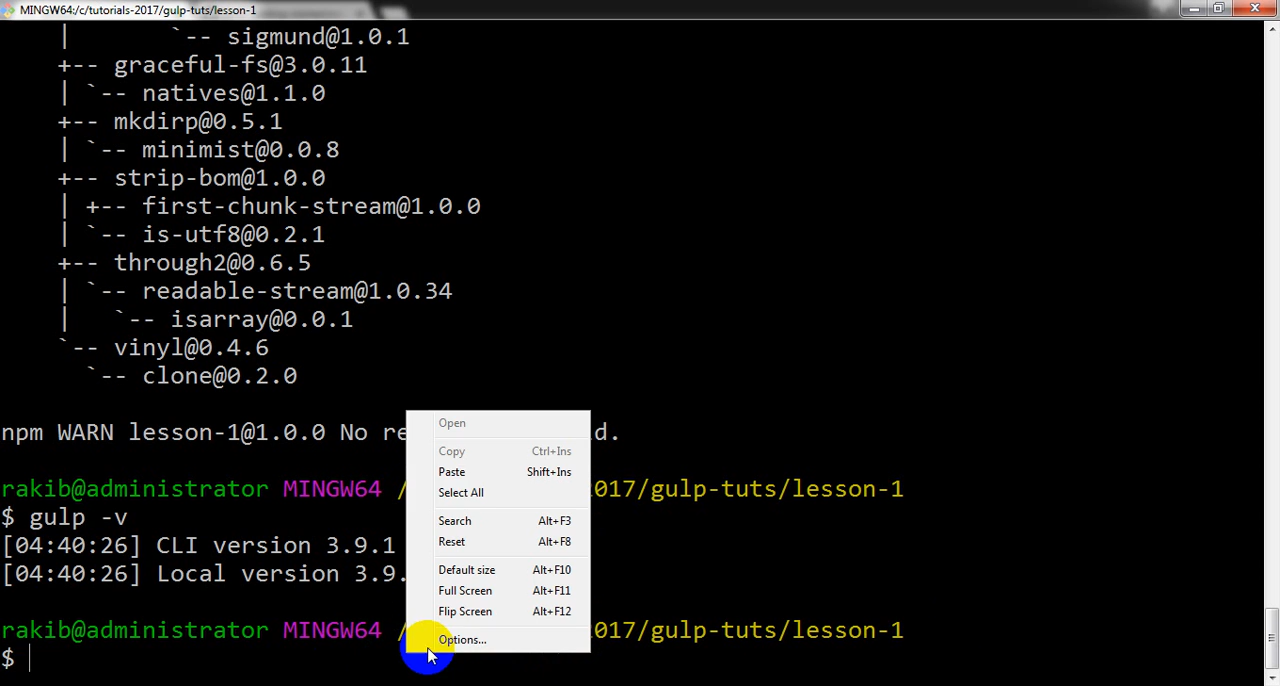 MINGW64:/c/tutorials-2017/gulp-tuts/lesson-1
|       `-- sigmund@1.0.1
+-- graceful-fs@3.0.11
| `-- natives@1.1.0
+-- mkdirp@0.5.1
| `-- minimist@0.0.8
+-- strip-bom@1.0.0
| +-- first-chunk-stream@1.0.0
| `-- is-utf8@0.2.1
+-- through2@0.6.5
| `-- readable-stream@1.0.34
|   `-- isarray@0.0.1
`-- vinyl@0.4.6
  `-- clone@0.2.0
npm WARN lesson-1@1.0.0 No re d.
rakib@administrator MINGW64 / 017/gulp-tuts/lesson-1
$ gulp -v
[04:40:26] CLI version 3.9.1
[04:40:26] Local version 3.9.
rakib@administrator MINGW64 / 017/gulp-tuts/lesson-1
$
Open
Copy Ctrl+Ins
Paste Shift+Ins
Select All
Search Alt+F3
Reset Alt+F8
Default size Alt+F10
Full Screen Alt+F11
Flip Screen Alt+F12
Options...